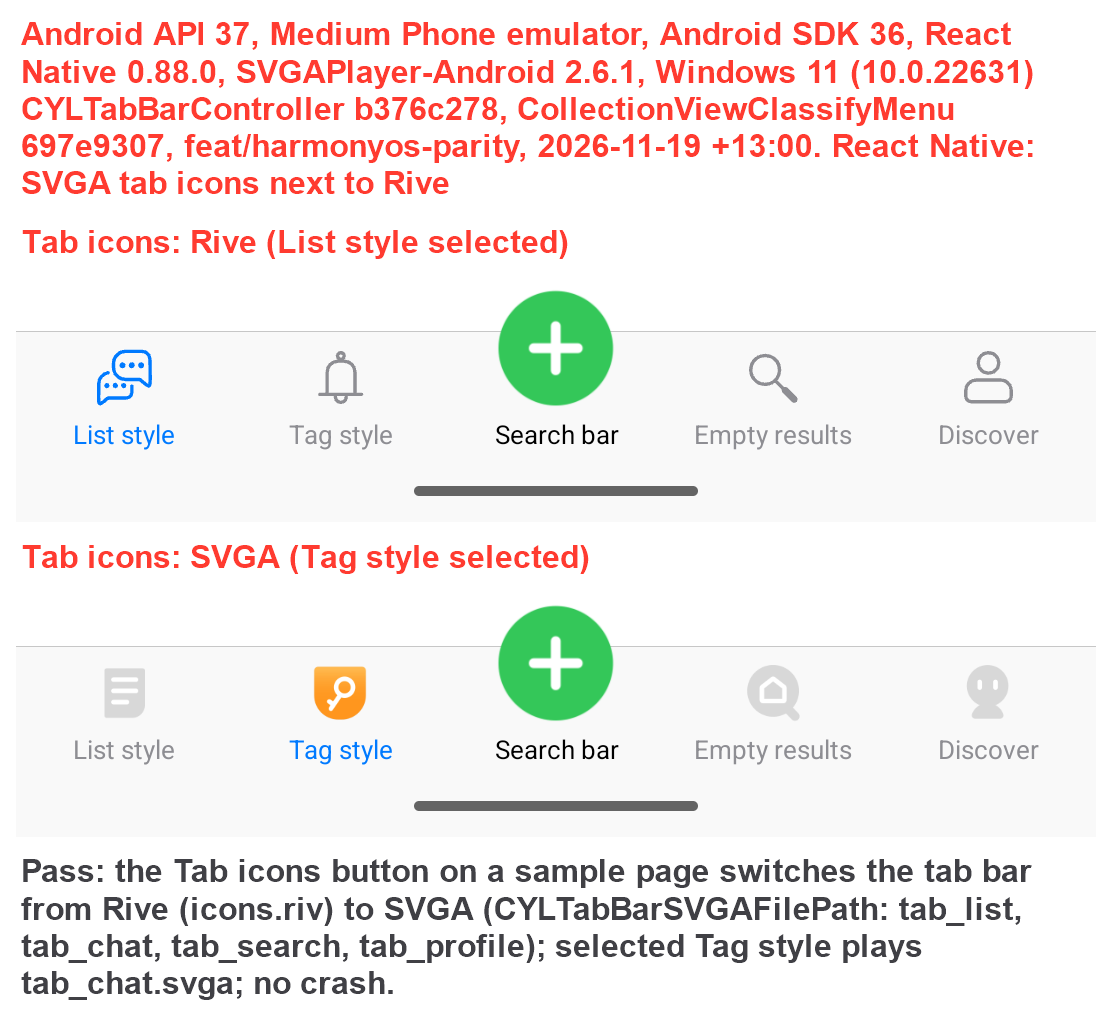 Android API 37, Medium Phone emulator, Android SDK 36, React
Native 0.88.0, SVGAPlayer-Android 2.6.1, Windows 11 (10.0.22631)
CYLTabBarController b376c278, CollectionViewClassifyMenu
697e9307, feat/harmonyos-parity, 2026-11-19 +13:00. React Native:
SVGA tab icons next to Rive
Tab icons: Rive (List style selected)
List style
Tag style
Search bar
Empty results
Discover
Tab icons: SVGA (Tag style selected)
List style
Tag style
Search bar
Empty results
Discover
Pass: the Tab icons button on a sample page switches the tab bar
from Rive (icons.riv) to SVGA (CYLTabBarSVGAFilePath: tab_list,
tab_chat, tab_search, tab_profile); selected Tag style plays
tab_chat.svga; no crash.